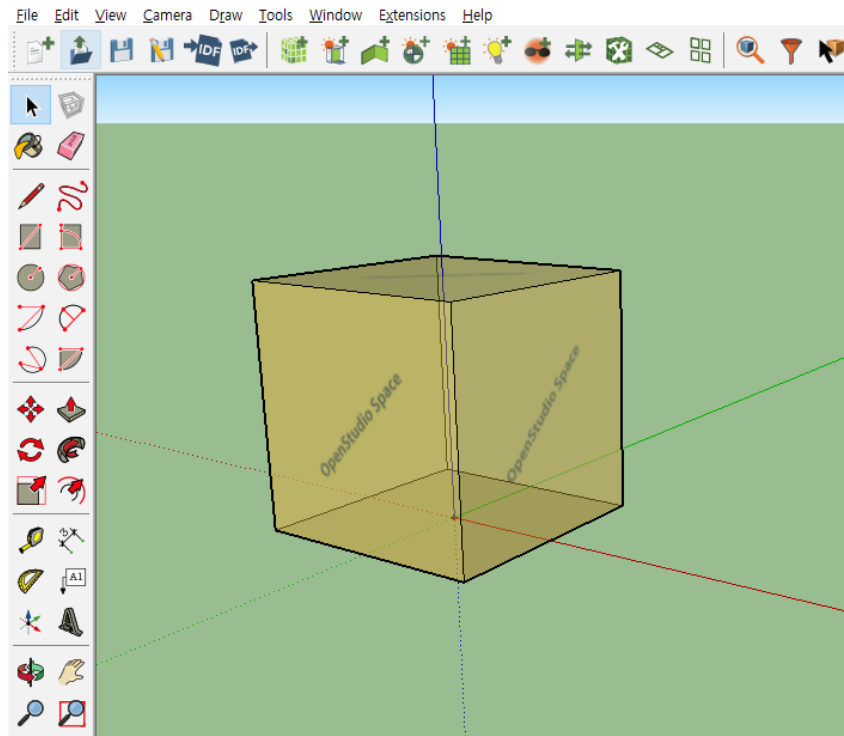 File Edit View Camera Draw Tools Window Extensions Help
IDF IDF
OpenStudio Space
OpenStudio Space
A1